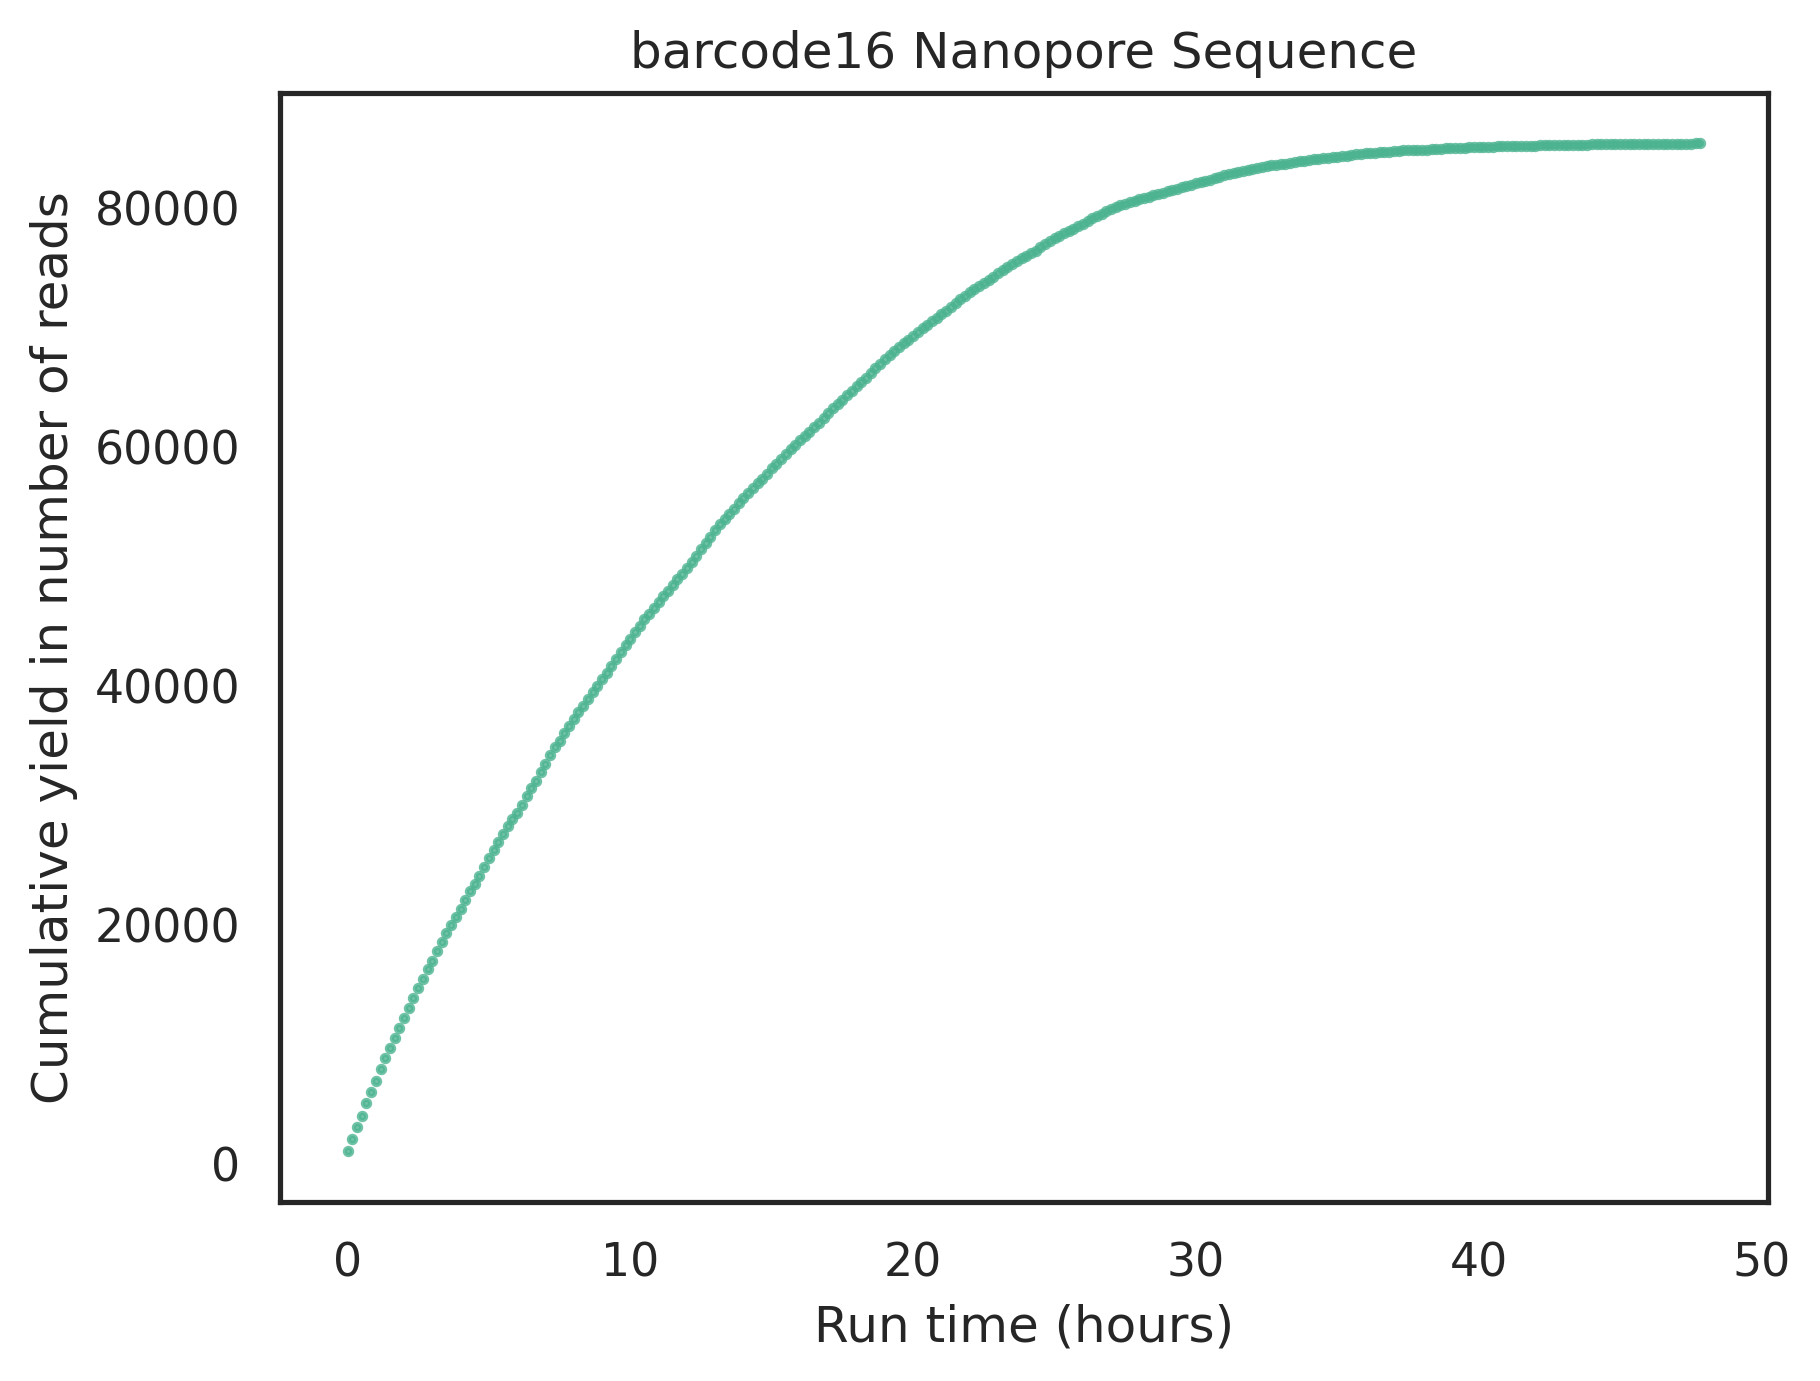 barcode16 Nanopore Sequence
Cumulative yield in number of reads
80000
60000
40000
20000
0
0 10 20 30 40 50
Run time (hours)